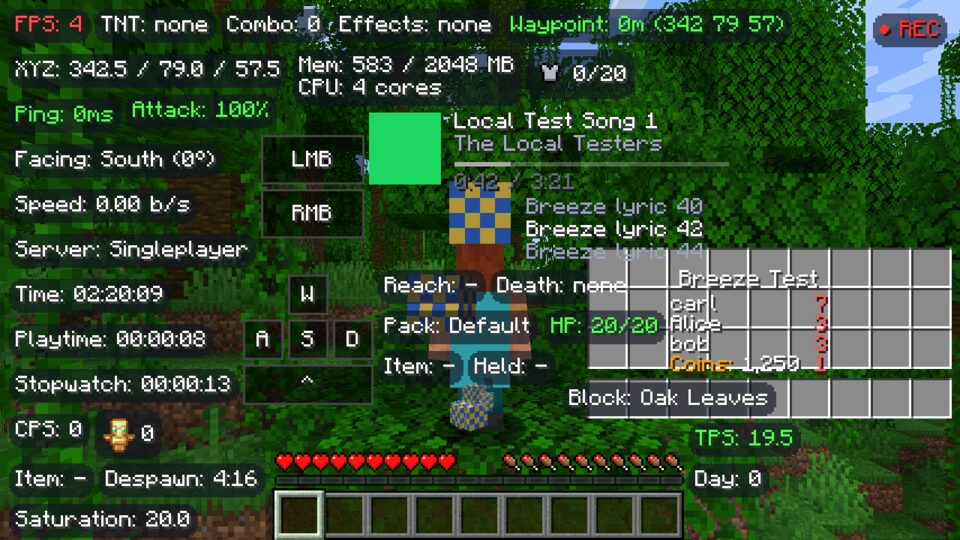 FPS: 4 TNT: none Combo: 0 Effects: none Waypoint: 0m (342 79 57)
● REC
XYZ: 342.5 / 79.0 / 57.5
Mem: 583 / 2048 MB
CPU: 4 cores
0/20
Ping: 0ms Attack: 100%
Local Test Song 1
The Local Testers
0:42 / 3:21
Facing: South (0°)
LMB
Speed: 0.00 b/s
RMB
Breeze lyric 40
Breeze lyric 42
Breeze lyric 44
Server: Singleplayer
Reach: - Death: none
Breeze Test
carl 7
Alice 3
bob 3
Coins: 1,250 1
Time: 02:20:09
W
Pack: Default HP: 20/20
Playtime: 00:00:08
A S D
Item: - Held: -
Stopwatch: 00:00:13
^
Block: Oak Leaves
CPS: 0
0
TPS: 19.5
Item: - Despawn: 4:16
Day: 0
Saturation: 20.0